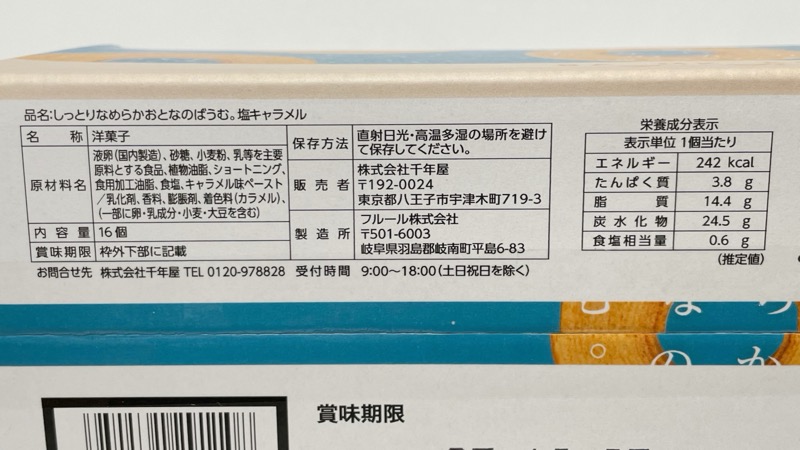 品名:しっとりなめらかおとなのばうむ。塩キャラメル
名称 洋菓子
原材料名 液卵(国内製造)、砂糖、小麦粉、乳等を主要
原料とする食品、植物油脂、ショートニング、
食用加工油脂、食塩、キャラメル味ペースト
/乳化剤、香料、膨脹剤、着色料(カラメル)、
(一部に卵・乳成分・小麦・大豆を含む)
内容量 16個
賞味期限 枠外下部に記載
保存方法 直射日光・高温多湿の場所を避け
て保存してください。
販売者 株式会社千年屋
〒192-0024
東京都八王子市宇津木町719-3
製造所 フルール株式会社
〒501-6003
岐阜県羽島郡岐南町平島6-83
お問合せ先 株式会社千年屋 TEL 0120-978828 受付時間 9:00～18:00(土日祝日を除く)
栄養成分表示
表示単位 1個当たり
エネルギー 242 kcal
たんぱく質 3.8 g
脂質 14.4 g
炭水化物 24.5 g
食塩相当量 0.6 g
(推定値)
賞味期限